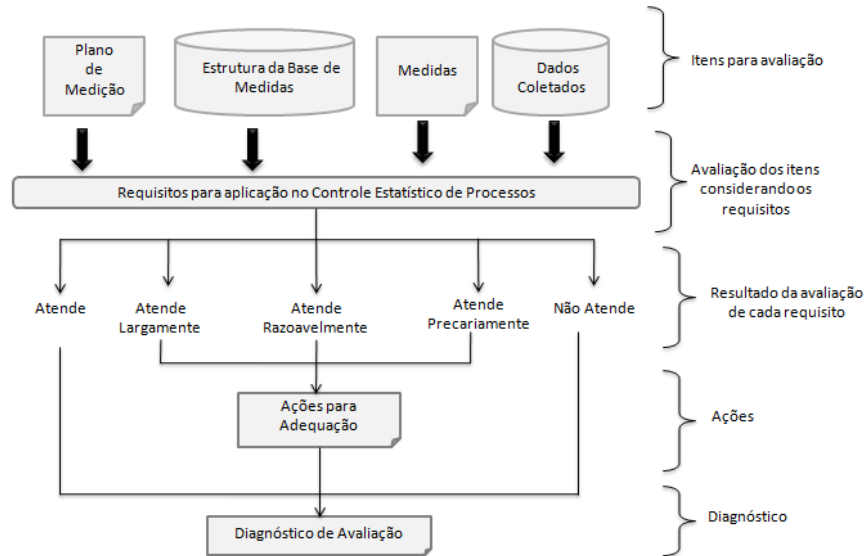 Plano
de
Medição
Estrutura da Base de
Medidas
Medidas
Dados
Coletados
Itens para avaliação
Requisitos para aplicação no Controle Estatístico de Processos
Avaliação dos itens
considerando os
requisitos
Atende
Atende
Largamente
Atende
Razoavelmente
Atende
Precariamente
Não Atende
Resultado da avaliação
de cada requisito
Ações para
Adequação
Ações
Diagnóstico de Avaliação
Diagnóstico